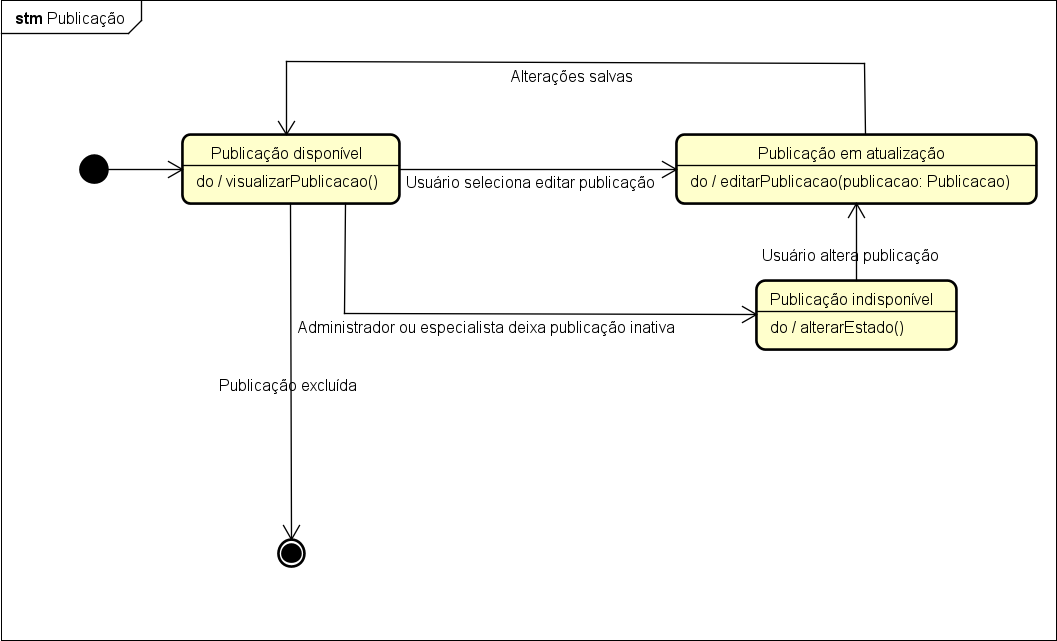 stm Publicação
Alterações salvas
Publicação disponível
do / visualizarPublicacao()
Usuário seleciona editar publicação
Publicação em atualização
do / editarPublicacao(publicacao: Publicacao)
Usuário altera publicação
Publicação indisponível
do / alterarEstado()
Administrador ou especialista deixa publicação inativa
Publicação excluída